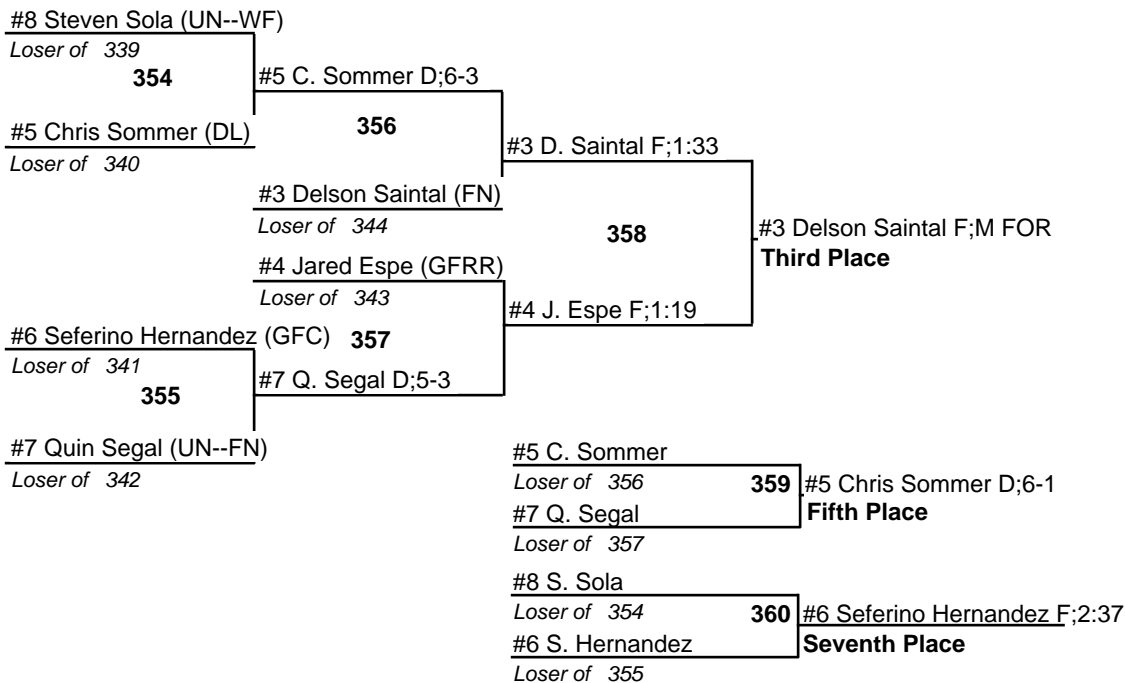 #8 Steven Sola (UN--WF)
Loser of 339
354
#5 C. Sommer D;6-3
#5 Chris Sommer (DL)
Loser of 340
356
#3 D. Saintal F;1:33
#3 Delson Saintal (FN)
Loser of 344
358
#3 Delson Saintal F;M FOR
Third Place
#4 Jared Espe (GFRR)
Loser of 343
#4 J. Espe F;1:19
#6 Seferino Hernandez (GFC)
357
Loser of 341
355
#7 Q. Segal D;5-3
#7 Quin Segal (UN--FN)
Loser of 342
#5 C. Sommer
Loser of 356
359
#5 Chris Sommer D;6-1
#7 Q. Segal
Fifth Place
Loser of 357
#8 S. Sola
Loser of 354
360
#6 Seferino Hernandez F;2:37
#6 S. Hernandez
Seventh Place
Loser of 355